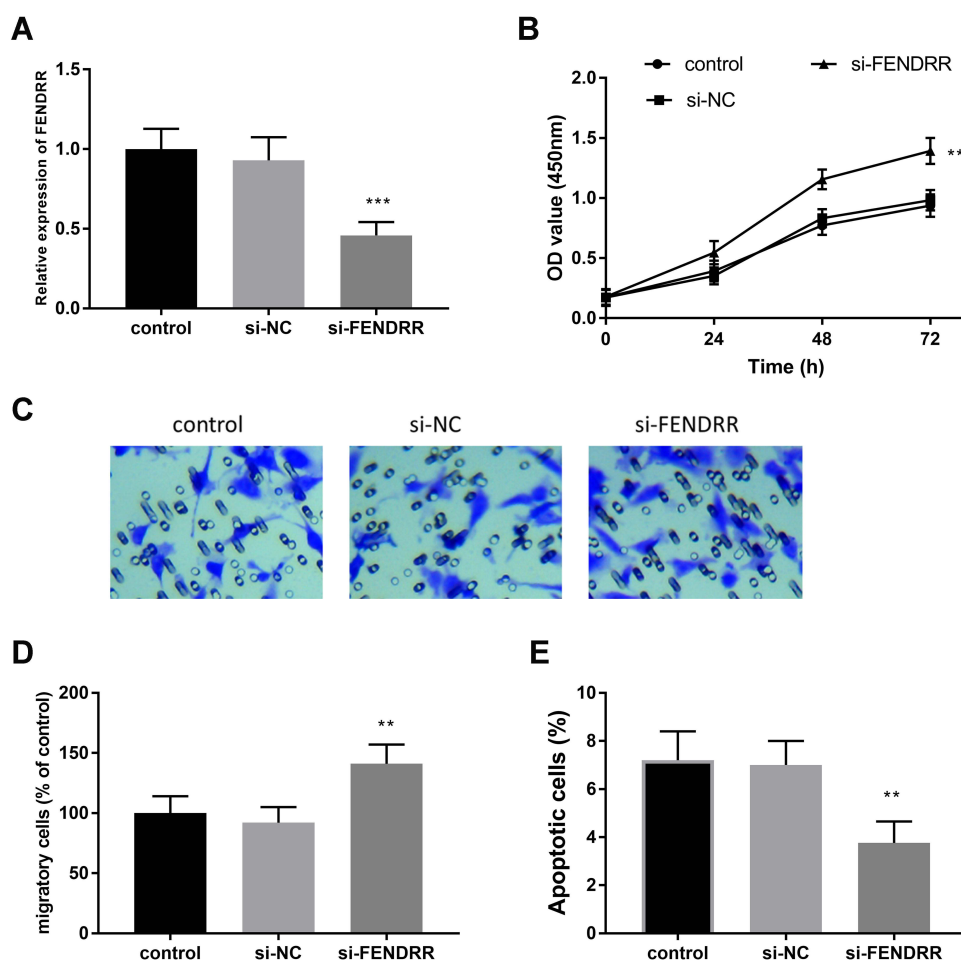 A
Relative expression of FENDRR
1.5
1.0
0.5
0.0
***
control
si-NC
si-FENDRR
B
control
si-FENDRR
si-NC
OD value (450nm)
2.0
1.5
1.0
0.5
0.0
**
0
24
48
72
Time (h)
C
control
si-NC
si-FENDRR
D
migratory cells (% of control)
200
150
100
50
0
**
control
si-NC
si-FENDRR
E
Apoptotic cells (%)
10
8
6
4
2
0
**
control
si-NC
si-FENDRR